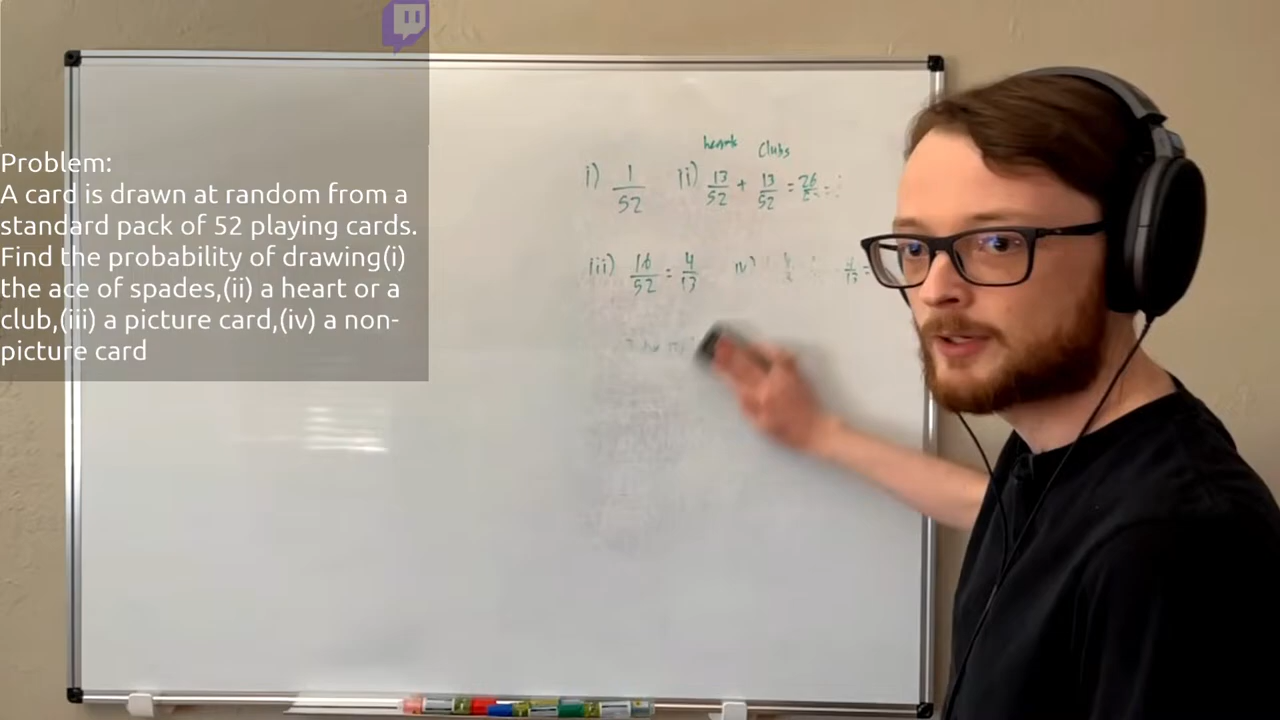 Problem:
A card is drawn at random from a
standard pack of 52 playing cards.
Find the probability of drawing(i)
the ace of spades,(ii) a heart or a
club,(iii) a picture card,(iv) a non-
picture card
hearts clubs
i) 1/52 ii) 13/52 + 13/52 = 26/52 =
iii) 16/52 = 4/13 iv) 4/13 =